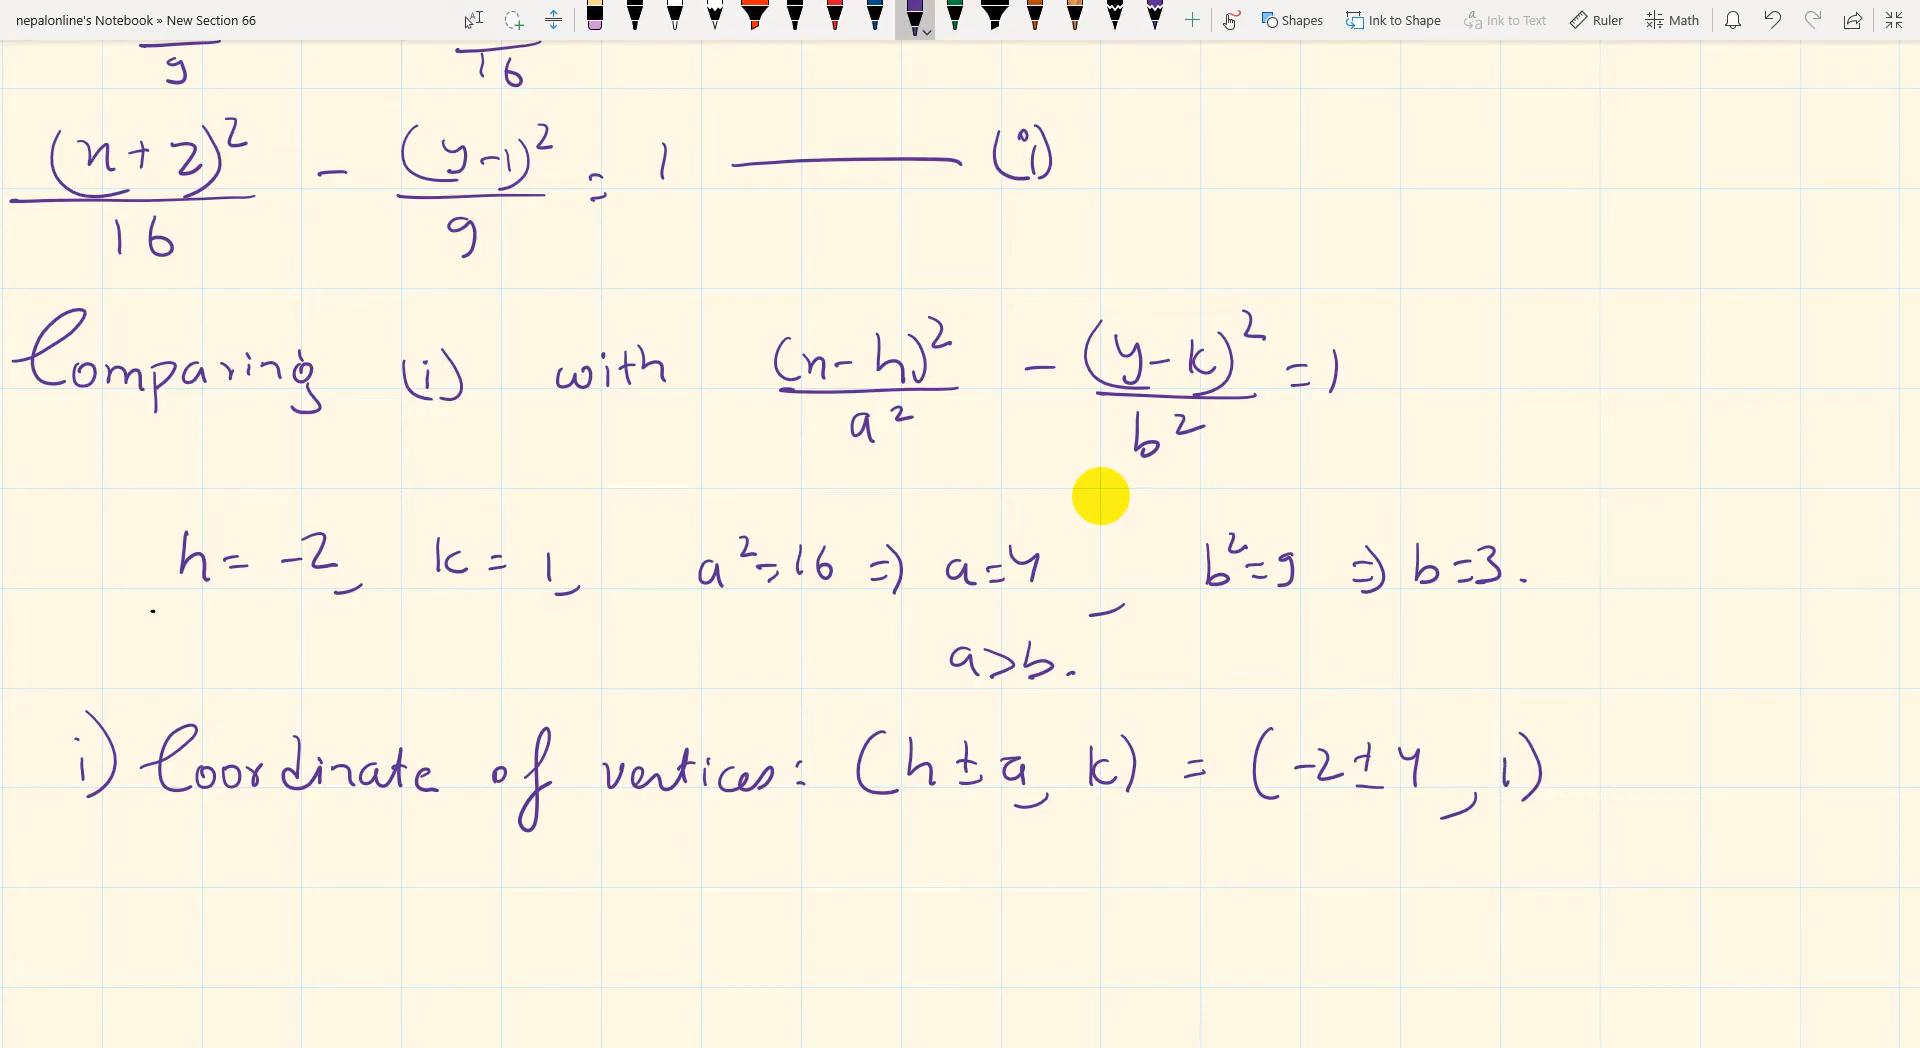 nepalonline's Notebook » New Section 66
Shapes Ink to Shape Ink to Text Ruler Math
9 16
(x+2)²/16 - (y-1)²/9 = 1 ——— (i)
Comparing (i) with (x-h)²/a² - (y-k)²/b² = 1
h = -2, k = 1, a² = 16 => a = 4, b² = 9 => b = 3.
a > b.
i) Coordinate of vertices: (h ± a, k) = (-2 ± 4, 1)